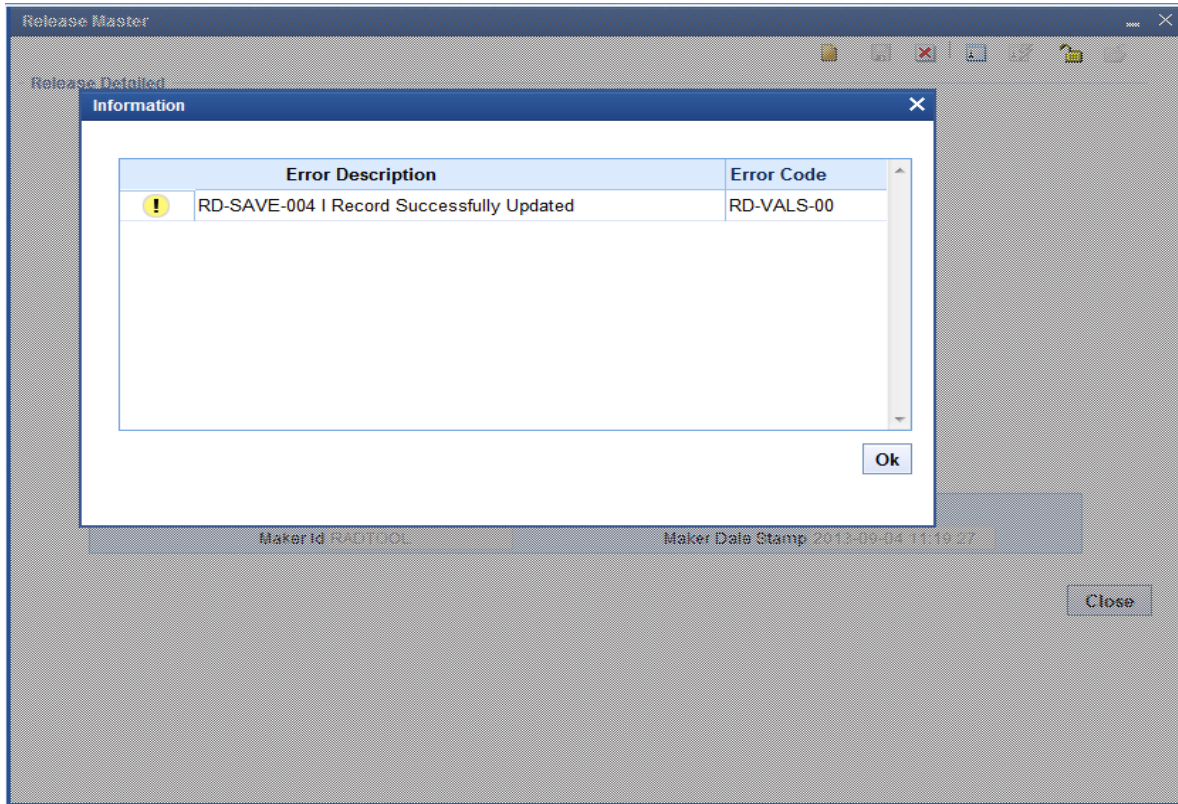 Release Master
Release Detailed
Information
Error Description Error Code
! RD-SAVE-004 I Record Successfully Updated RD-VALS-00
Ok
Maker Id RADTOOL Maker Date Stamp 2013-09-04 11:19:27
Close